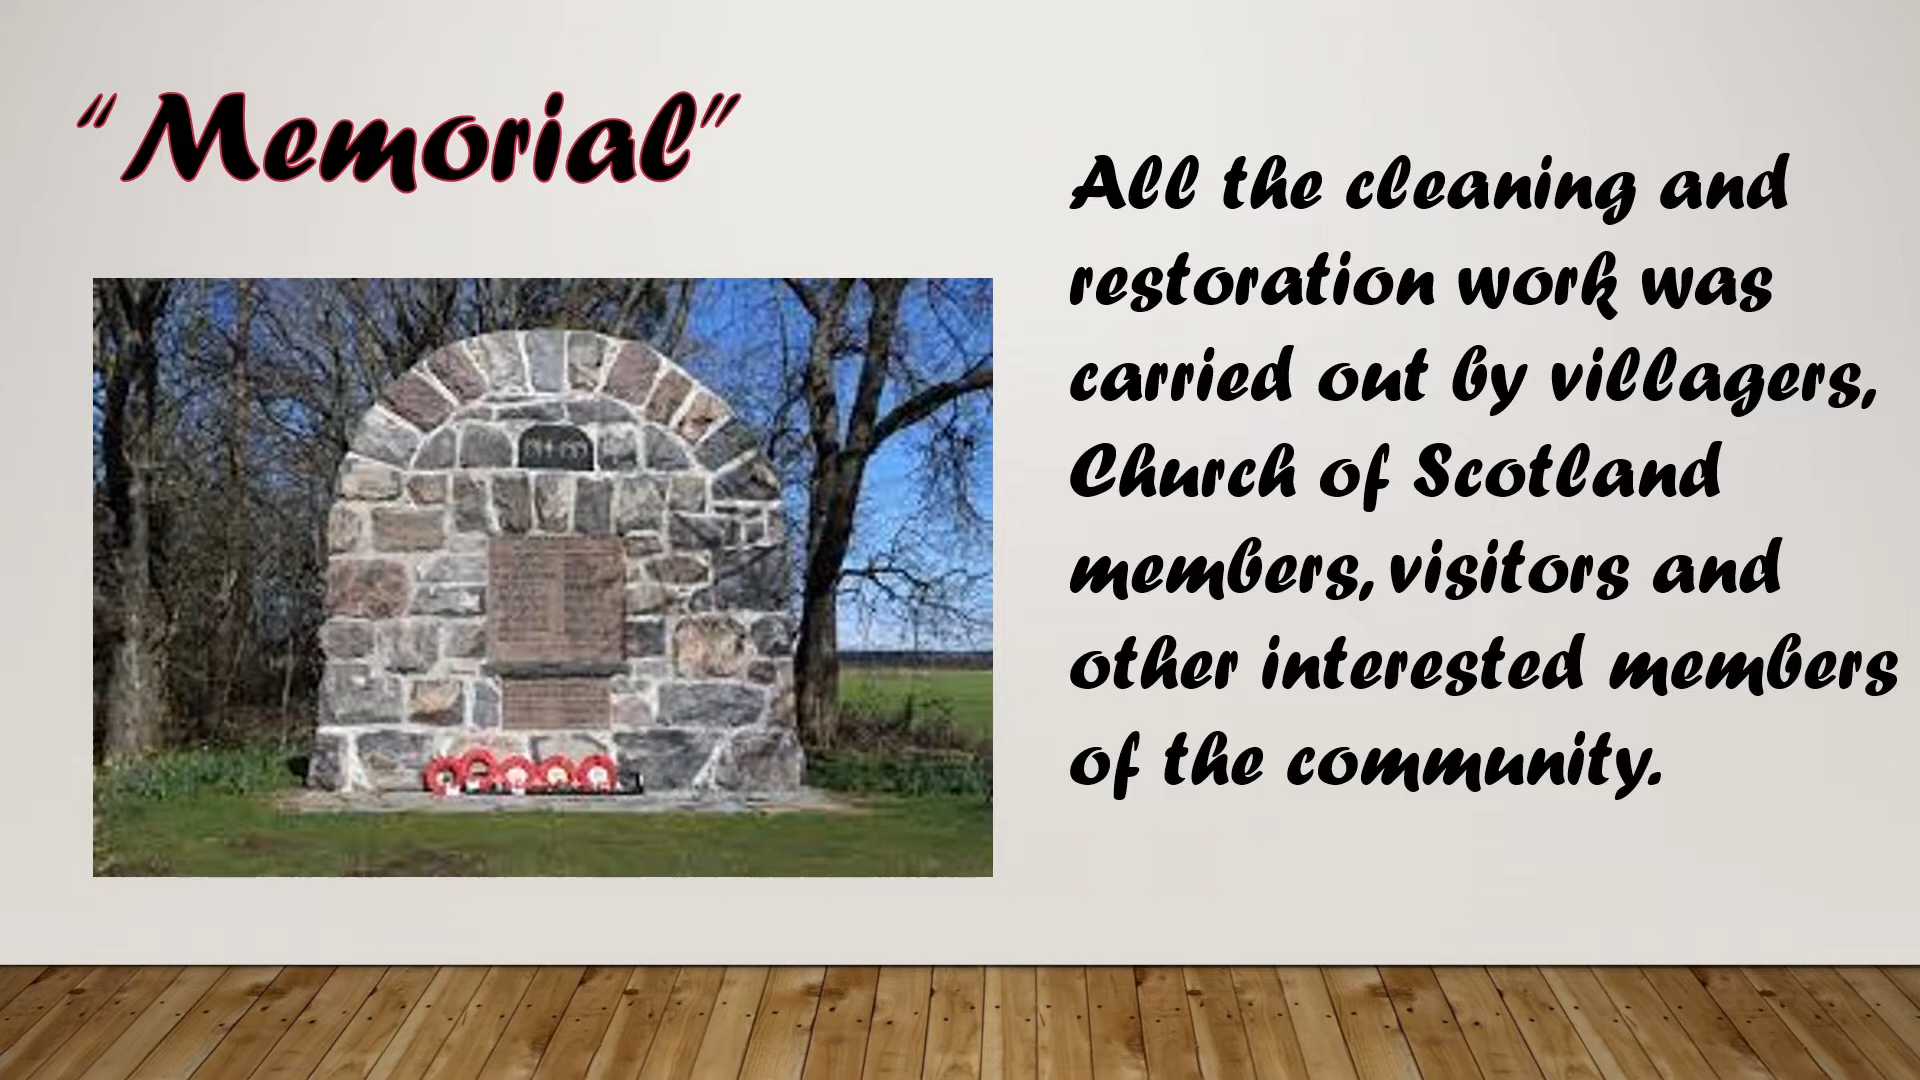 “ Memorial”
All the cleaning and
restoration work was
carried out by villagers,
Church of Scotland
members, visitors and
other interested members
of the community.